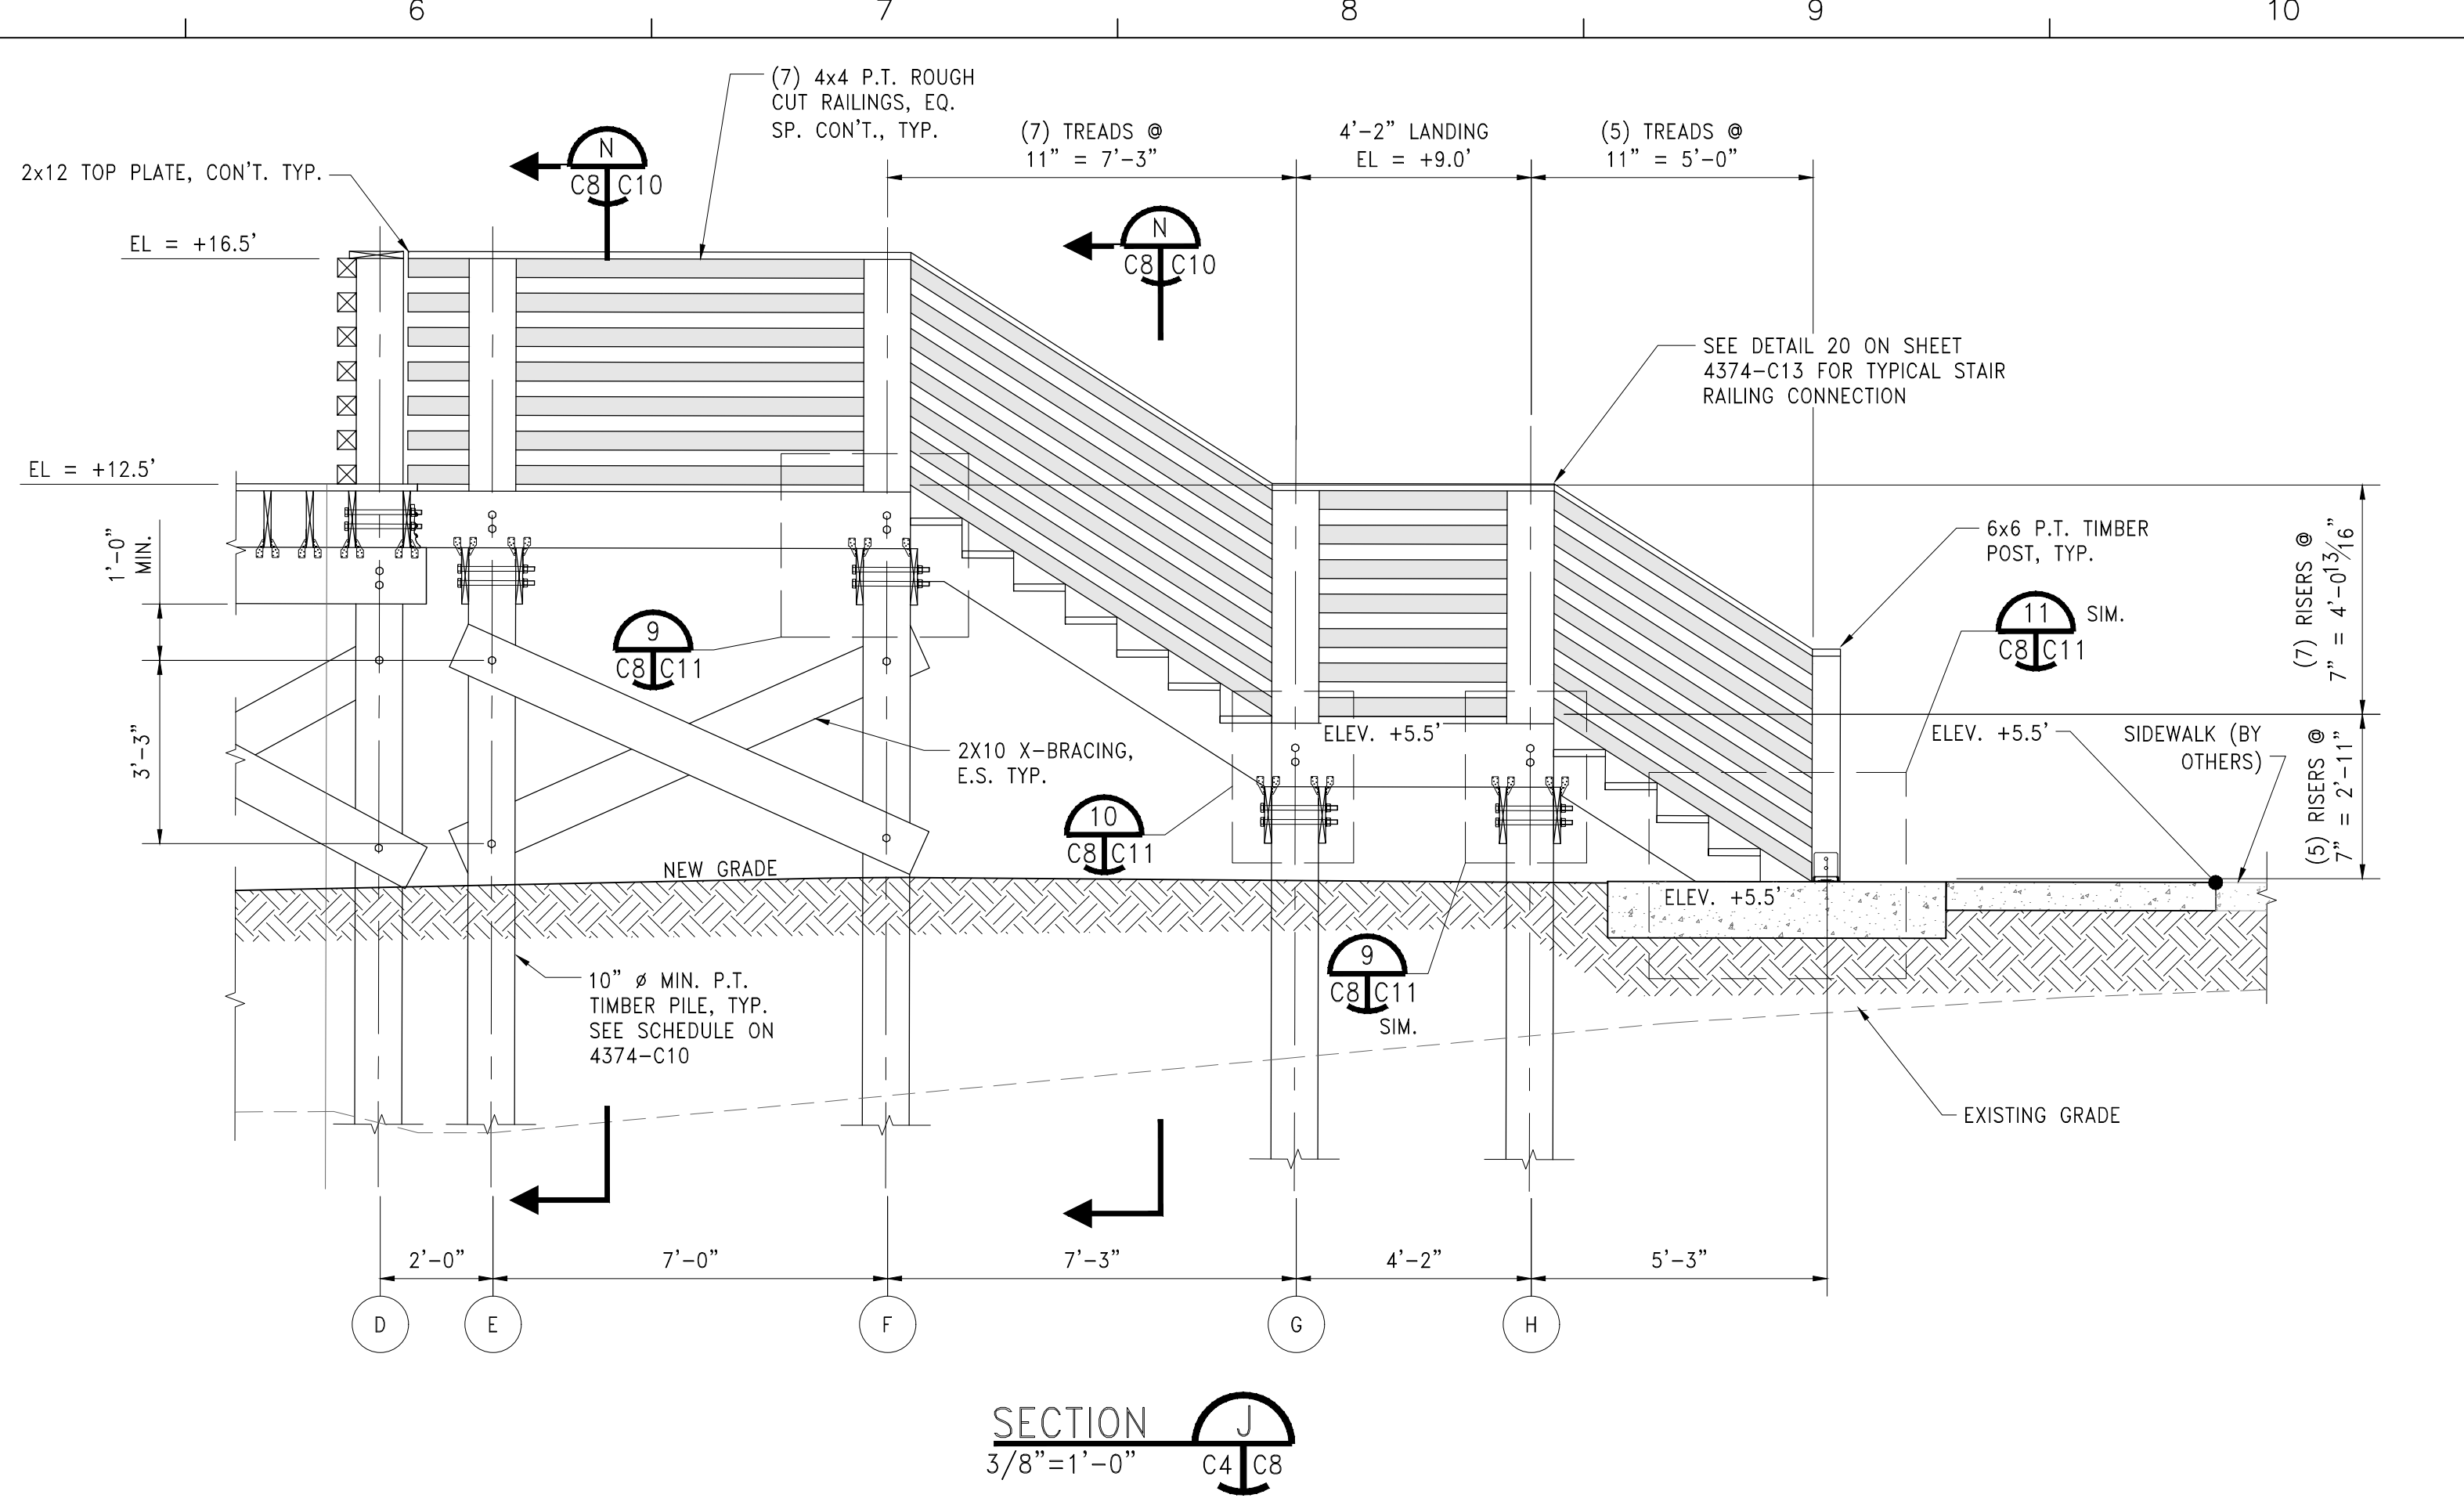 6 7 8 9 10
(7) 4x4 P.T. ROUGH
CUT RAILINGS, EQ.
SP. CON'T., TYP.
(7) TREADS @
11" = 7'-3"
4'-2" LANDING
EL = +9.0'
(5) TREADS @
11" = 5'-0"
N
C8 C10
2x12 TOP PLATE, CON'T. TYP.
N
C8 C10
EL = +16.5'
SEE DETAIL 20 ON SHEET
4374-C13 FOR TYPICAL STAIR
RAILING CONNECTION
EL = +12.5'
1'-0"
MIN.
6x6 P.T. TIMBER
POST, TYP.
(7) RISERS @
7" = 4'-0 13/16"
11 SIM.
C8 C11
9
C8 C11
3'-3"
2X10 X-BRACING,
E.S. TYP.
ELEV. +5.5'
ELEV. +5.5'
SIDEWALK (BY
OTHERS)
(5) RISERS @
7" = 2'-11"
10
C8 C11
NEW GRADE
ELEV. +5.5'
10" ø MIN. P.T.
TIMBER PILE, TYP.
SEE SCHEDULE ON
4374-C10
9
C8 C11
SIM.
EXISTING GRADE
2'-0" 7'-0" 7'-3" 4'-2" 5'-3"
D E F G H
SECTION J
3/8"=1'-0" C4 C8